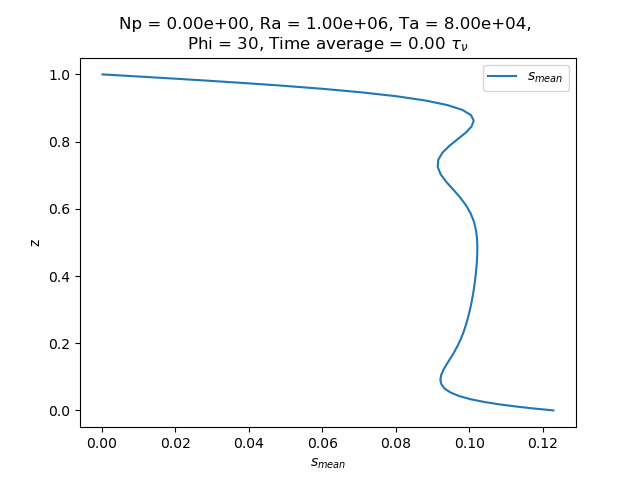 Np = 0.00e+00, Ra = 1.00e+06, Ta = 8.00e+04,
Phi = 30, Time average = 0.00 τν
smean
1.0
0.8
0.6
0.4
0.2
0.0
z
0.00 0.02 0.04 0.06 0.08 0.10 0.12
smean